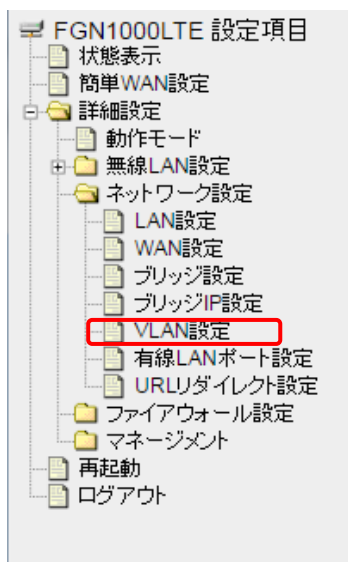 FGN1000LTE 設定項目
状態表示
簡単WAN設定
詳細設定
動作モード
無線LAN設定
ネットワーク設定
LAN設定
WAN設定
ブリッジ設定
ブリッジIP設定
VLAN設定
有線LANポート設定
URLリダイレクト設定
ファイアウォール設定
マネージメント
再起動
ログアウト